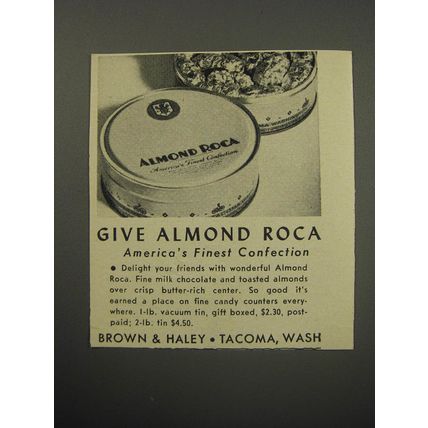 ALMOND ROCA
America's Finest Confection
GIVE ALMOND ROCA
America's Finest Confection
● Delight your friends with wonderful Almond
Roca. Fine milk chocolate and toasted almonds
over crisp butter-rich center. So good it's
earned a place on fine candy counters every-
where. 1-lb. vacuum tin, gift boxed, $2.30, post-
paid; 2-lb. tin $4.50.
BROWN & HALEY • TACOMA, WASH